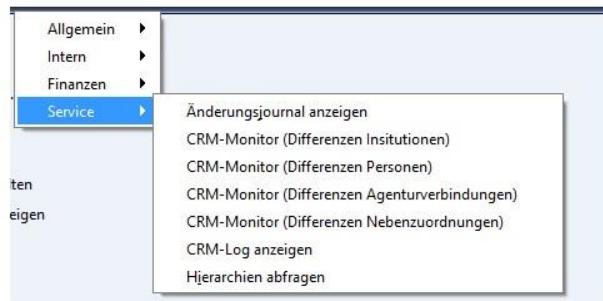 Allgemein
Intern
Finanzen
Service
Änderungsjournal anzeigen
CRM-Monitor (Differenzen Insitutionen)
CRM-Monitor (Differenzen Personen)
CRM-Monitor (Differenzen Agenturverbindungen)
CRM-Monitor (Differenzen Nebenzuordnungen)
CRM-Log anzeigen
Hierarchien abfragen
ten
eigen